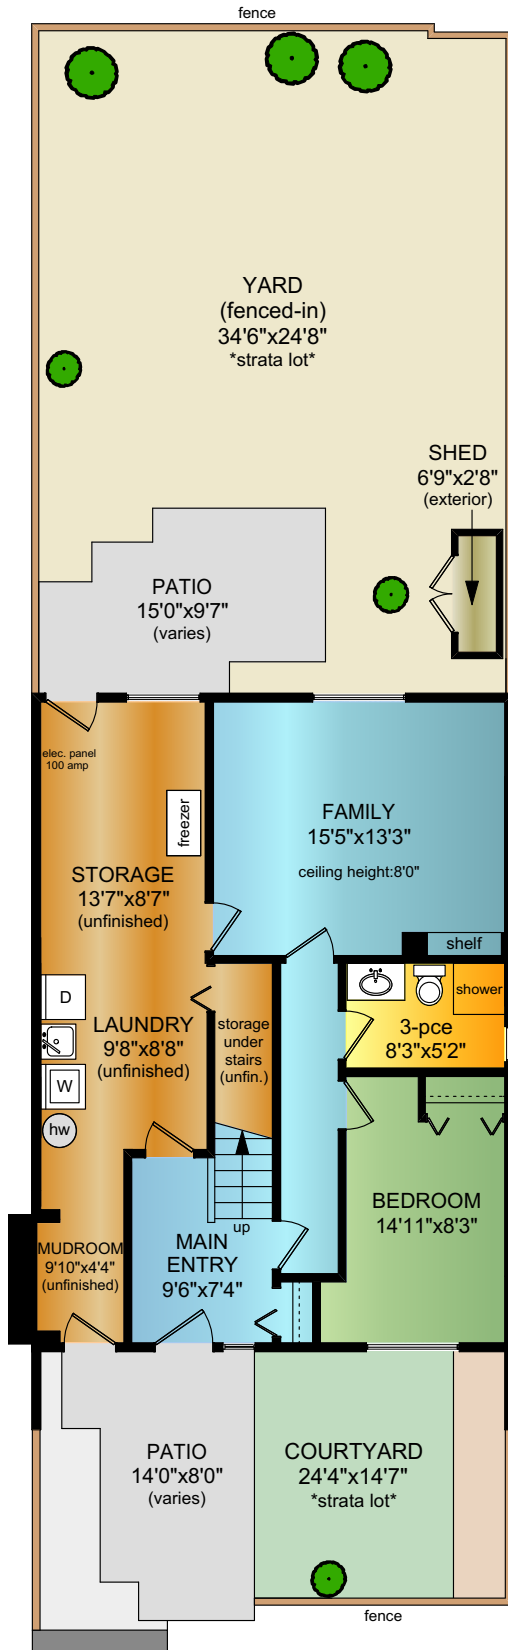 fence
YARD
(fenced-in)
34'6"x24'8"
*strata lot*
SHED
6'9"x2'8"
(exterior)
PATIO
15'0"x9'7"
(varies)
elec. panel
100 amp
freezer
FAMILY
15'5"x13'3"
ceiling height:8'0"
STORAGE
13'7"x8'7"
(unfinished)
shelf
D
LAUNDRY
9'8"x8'8"
(unfinished)
W
hw
storage
under
stairs
(unfin.)
shower
3-pce
8'3"x5'2"
up
BEDROOM
14'11"x8'3"
MUDROOM
9'10"x4'4"
(unfinished)
MAIN
ENTRY
9'6"x7'4"
PATIO
14'0"x8'0"
(varies)
COURTYARD
24'4"x14'7"
*strata lot*
fence